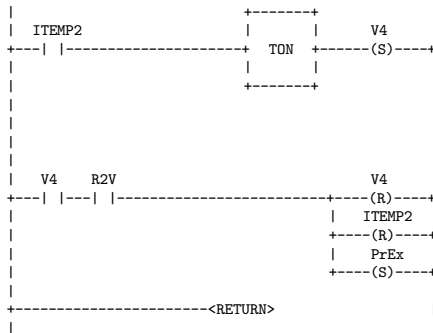 ITEMP2 V4
TON (S)
V4 R2V V4
(R)
ITEMP2
(R)
PrEx
(S)
<RETURN>